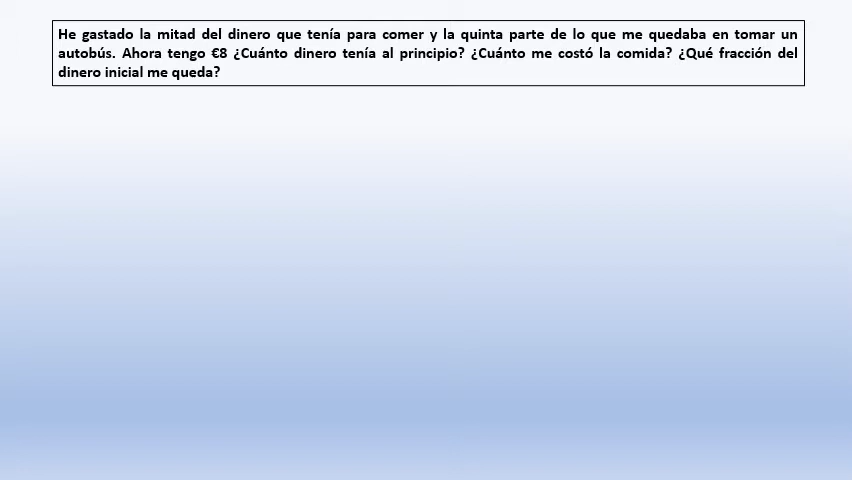 He gastado la mitad del dinero que tenía para comer y la quinta parte de lo que me quedaba en tomar un
autobús. Ahora tengo €8 ¿Cuánto dinero tenía al principio? ¿Cuánto me costó la comida? ¿Qué fracción del
dinero inicial me queda?